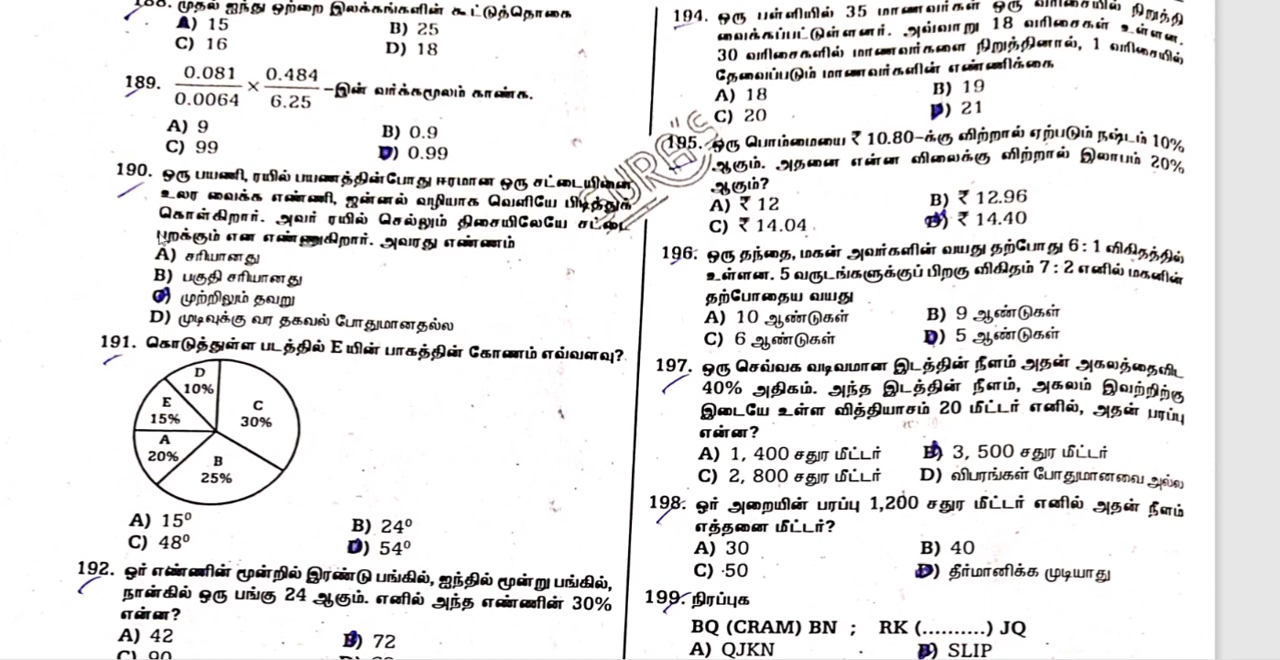 188. முதல் ஐந்து ஒற்றை இலக்கங்களின் கூட்டுத்தொகை
A) 15 B) 25
C) 16 D) 18
189. 0.081/0.0064 × 0.484/6.25 –இன் வர்க்கமூலம் காண்க.
A) 9 B) 0.9
C) 99 D) 0.99
190. ஒரு பயணி, ரயில் பயணத்தின்போது ஈரமான ஒரு சட்டையினை
உலர வைக்க எண்ணி, ஜன்னல் வழியாக வெளியே பிடித்துக்
கொள்கிறார். அவர் ரயில் செல்லும் திசையிலேயே சட்டை
பறக்கும் என எண்ணுகிறார். அவரது எண்ணம்
A) சரியானது
B) பகுதி சரியானது
C) முற்றிலும் தவறு
D) முடிவுக்கு வர தகவல் போதுமானதல்ல
191. கொடுத்துள்ள படத்தில் E யின் பாகத்தின் கோணம் எவ்வளவு?
D
10%
E
15%
C
30%
A
20%
B
25%
A) 15⁰ B) 24⁰
C) 48⁰ D) 54⁰
192. ஓர் எண்ணின் மூன்றில் இரண்டு பங்கில், ஐந்தில் மூன்று பங்கில்,
நான்கில் ஒரு பங்கு 24 ஆகும். எனில் அந்த எண்ணின் 30%
என்ன?
A) 42 B) 72
C) 90
194. ஒரு பள்ளியில் 35 மாணவர்கள் ஒரு வரிசையில் நிறுத்தி
வைக்கப்பட்டுள்ளனர். அவ்வாறு 18 வரிசைகள் உள்ளன.
30 வரிசைகளில் மாணவர்களை நிறுத்தினால், 1 வரிசையில்
தேவைப்படும் மாணவர்களின் எண்ணிக்கை
A) 18 B) 19
C) 20 D) 21
SURA's
195. ஒரு பொம்மையை ₹ 10.80–க்கு விற்றால் ஏற்படும் நஷ்டம் 10%
ஆகும். அதனை என்ன விலைக்கு விற்றால் இலாபம் 20%
ஆகும்?
A) ₹ 12 B) ₹ 12.96
C) ₹ 14.04 D) ₹ 14.40
196. ஒரு தந்தை, மகன் அவர்களின் வயது தற்போது 6 : 1 விகிதத்தில்
உள்ளன. 5 வருடங்களுக்குப் பிறகு விகிதம் 7 : 2 எனில் மகனின்
தற்போதைய வயது
A) 10 ஆண்டுகள் B) 9 ஆண்டுகள்
C) 6 ஆண்டுகள் D) 5 ஆண்டுகள்
197. ஒரு செவ்வக வடிவமான இடத்தின் நீளம் அதன் அகலத்தைவிட
40% அதிகம். அந்த இடத்தின் நீளம், அகலம் இவற்றிற்கு
இடையே உள்ள வித்தியாசம் 20 மீட்டர் எனில், அதன் பரப்பு
என்ன?
A) 1, 400 சதுர மீட்டர் B) 3, 500 சதுர மீட்டர்
C) 2, 800 சதுர மீட்டர் D) விபரங்கள் போதுமானவை அல்ல
198. ஓர் அறையின் பரப்பு 1,200 சதுர மீட்டர் எனில் அதன் நீளம்
எத்தனை மீட்டர்?
A) 30 B) 40
C) 50 D) தீர்மானிக்க முடியாது
199. நிரப்புக
BQ (CRAM) BN ; RK (..........) JQ
A) QJKN B) SLIP